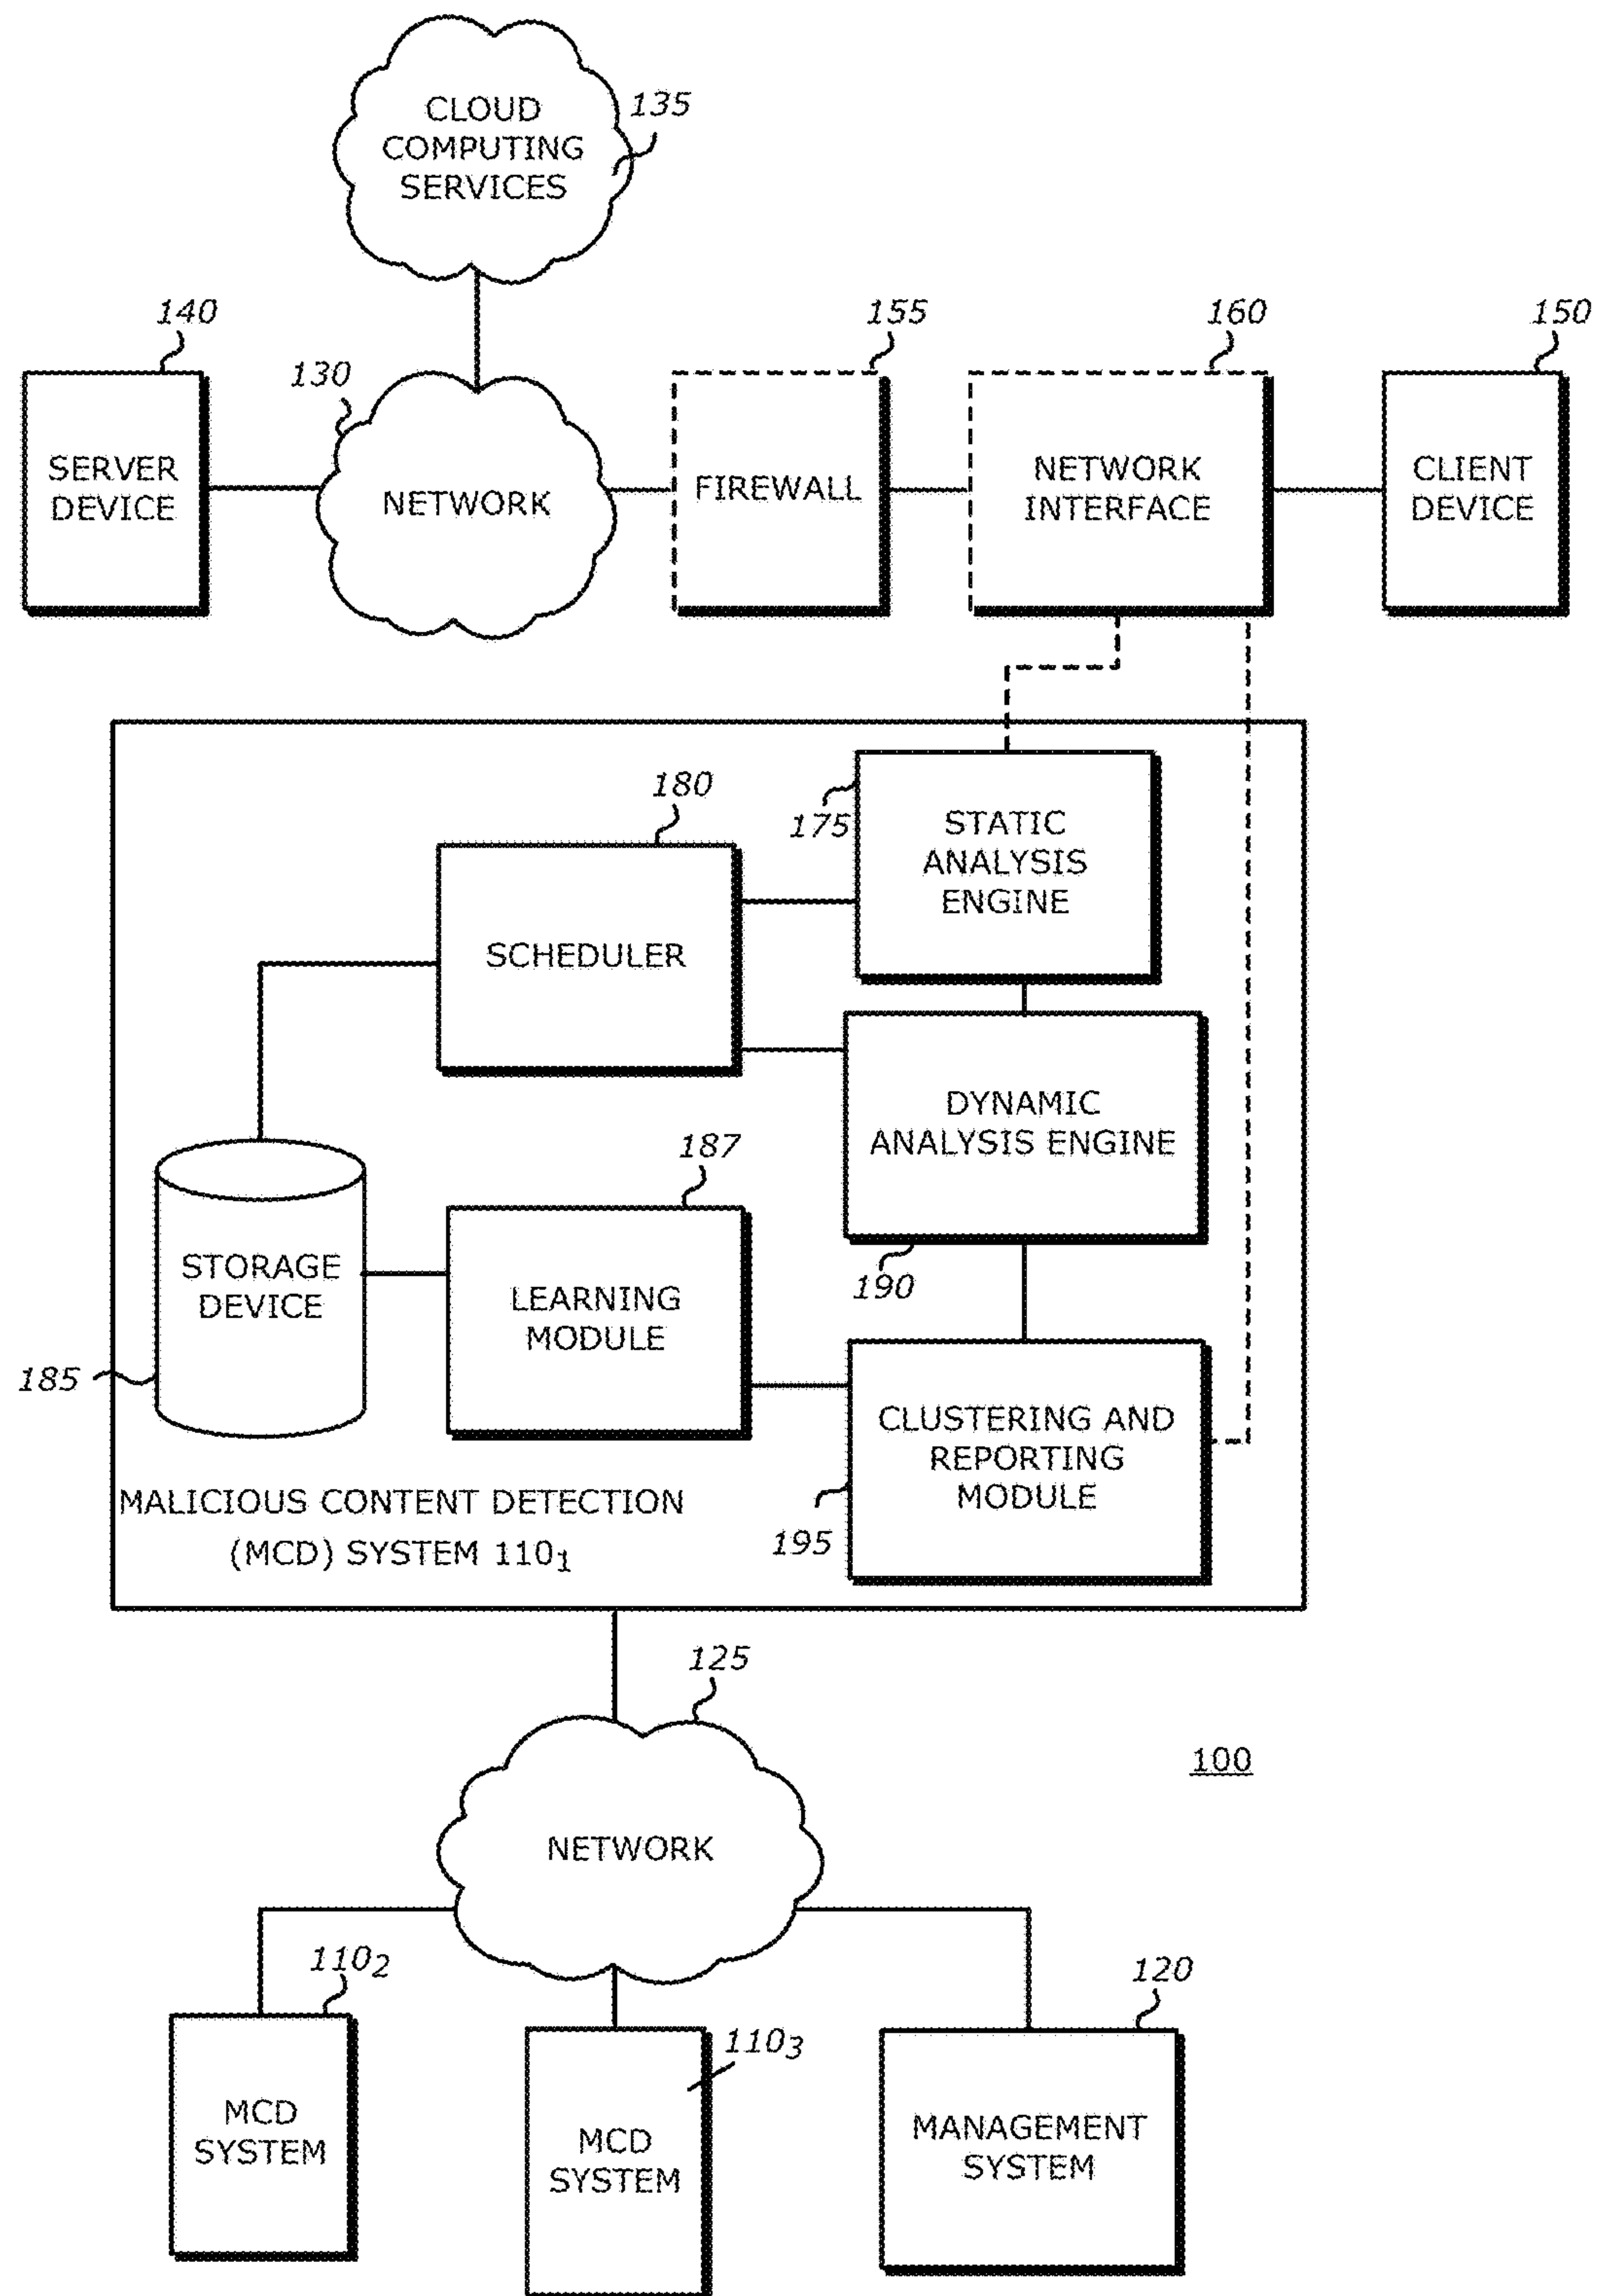 CLOUD
COMPUTING
SERVICES
135
140
155
160
150
130
SERVER
DEVICE
NETWORK
FIREWALL
NETWORK
INTERFACE
CLIENT
DEVICE
180
175
STATIC
ANALYSIS
ENGINE
SCHEDULER
DYNAMIC
ANALYSIS ENGINE
187
190
STORAGE
DEVICE
LEARNING
MODULE
185
CLUSTERING AND
REPORTING
MODULE
195
MALICIOUS CONTENT DETECTION
(MCD) SYSTEM 110₁
125
100
NETWORK
110₂
120
110₃
MCD
SYSTEM
MCD
SYSTEM
MANAGEMENT
SYSTEM